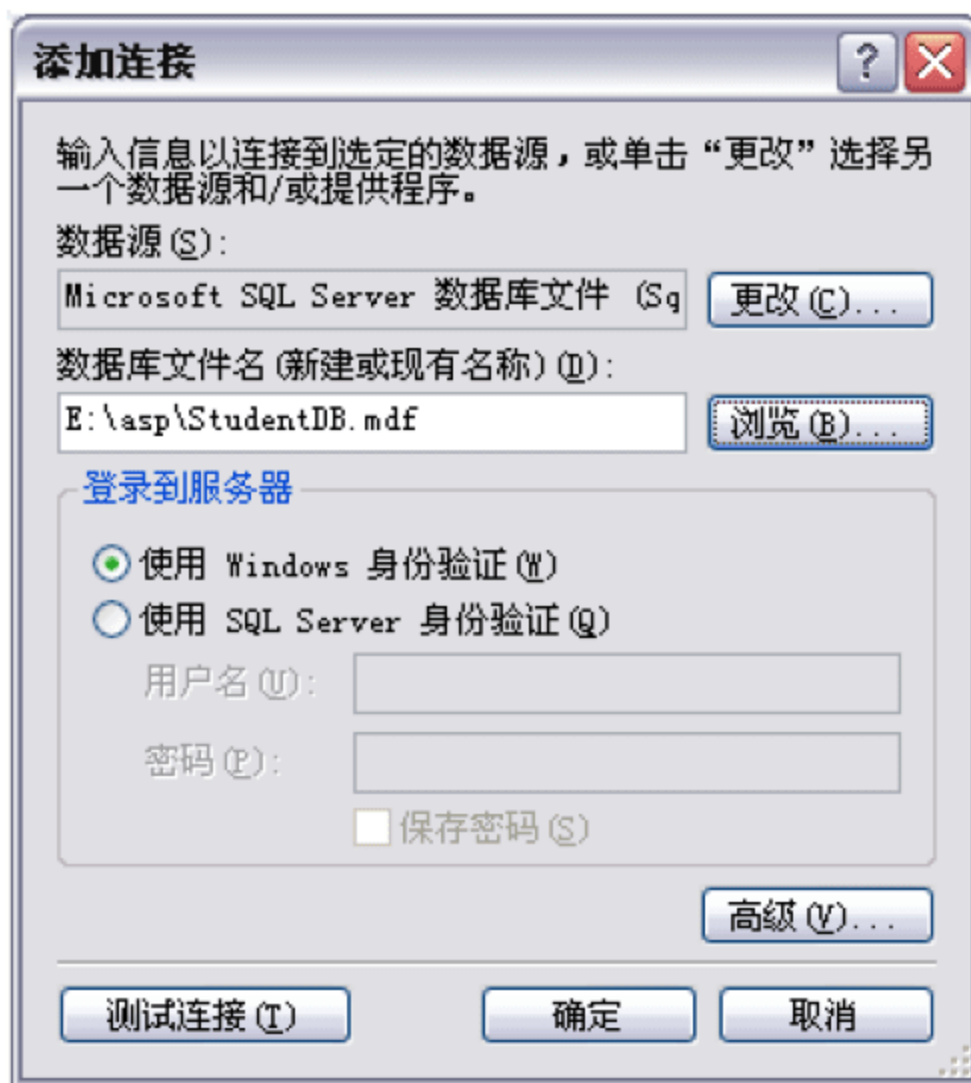 添加连接
输入信息以连接到选定的数据源，或单击“更改”选择另
一个数据源和/或提供程序。
数据源(S):
Microsoft SQL Server 数据库文件 (Sq
更改(C)...
数据库文件名(新建或现有名称)(D):
E:\asp\StudentDB.mdf
浏览(B)...
登录到服务器
使用 Windows 身份验证(W)
使用 SQL Server 身份验证(Q)
用户名(U):
密码(P):
保存密码(S)
高级(V)...
测试连接(T)
确定
取消